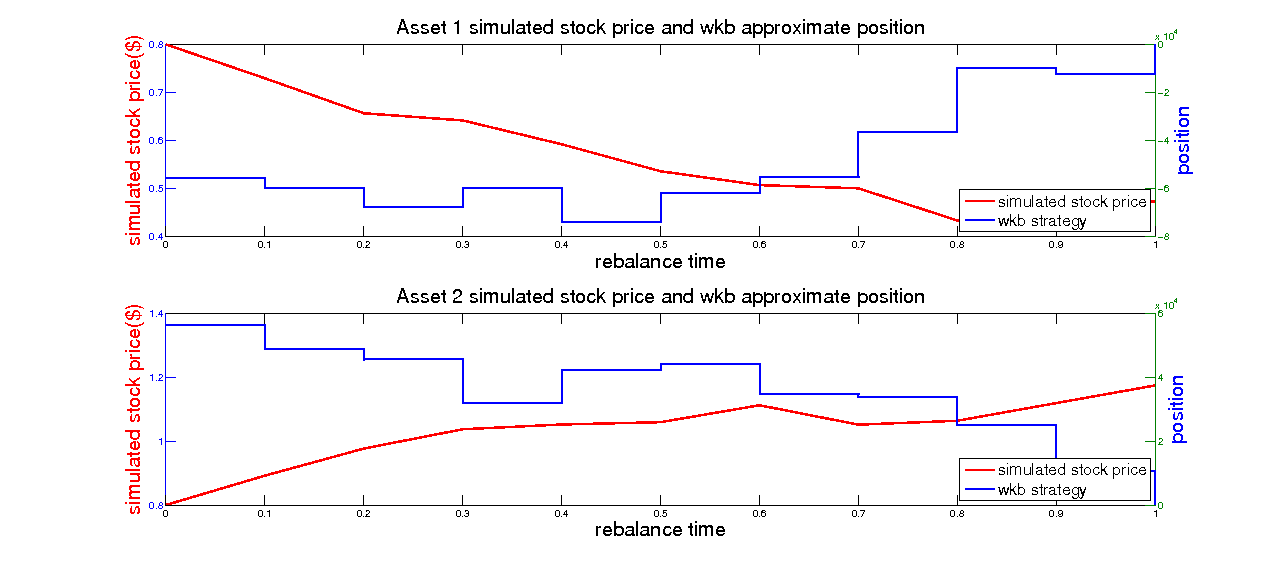 Asset 1 simulated stock price and wkb approximate position
x 10^4
simulated stock price($)
0.8
0.7
0.6
0.5
0.4
0
-2
-4
-6
-8
position
simulated stock price
wkb strategy
0 0.1 0.2 0.3 0.4 0.5 0.6 0.7 0.8 0.9 1
rebalance time
Asset 2 simulated stock price and wkb approximate position
x 10^4
simulated stock price($)
1.4
1.2
1
0.8
6
4
2
0
position
simulated stock price
wkb strategy
0 0.1 0.2 0.3 0.4 0.5 0.6 0.7 0.8 0.9 1
rebalance time